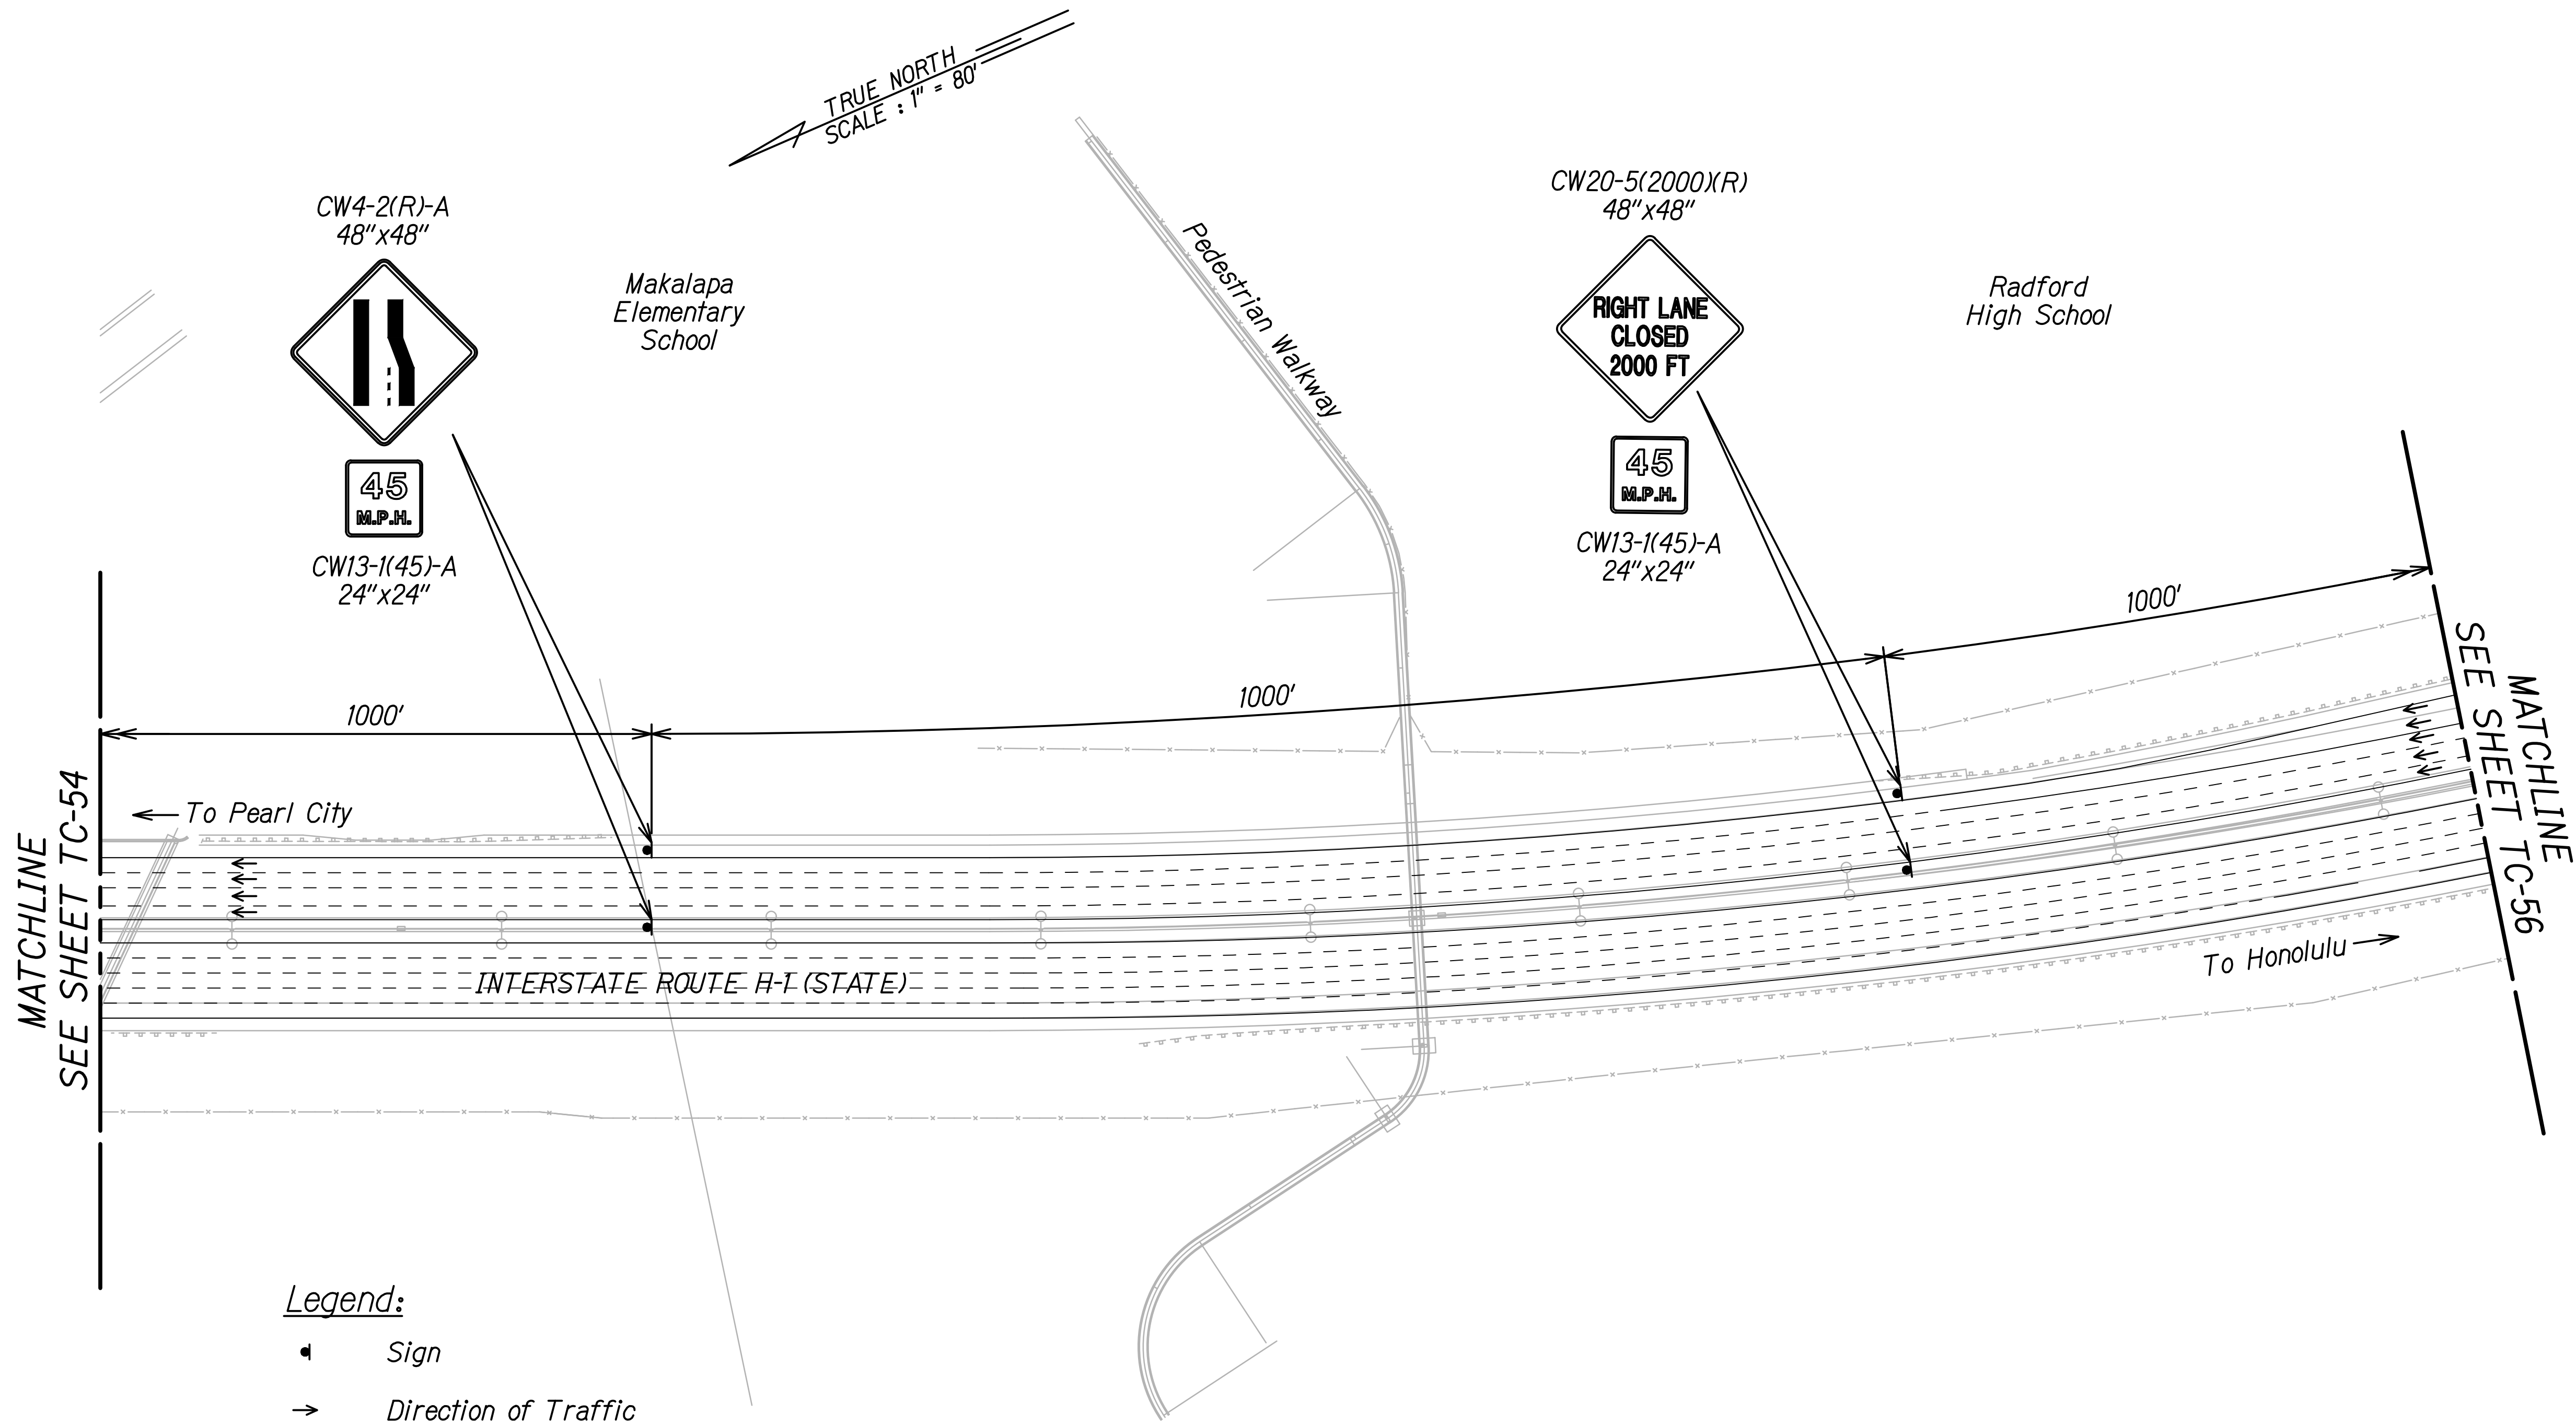 TRUE NORTH
SCALE : 1" = 80'
CW4-2(R)-A
48"x48"
45
M.P.H.
CW13-1(45)-A
24"x24"
Makalapa
Elementary
School
Pedestrian Walkway
CW20-5(2000)(R)
48"x48"
RIGHT LANE
CLOSED
2000 FT
45
M.P.H.
CW13-1(45)-A
24"x24"
Radford
High School
1000'
1000'
1000'
MATCHLINE
SEE SHEET TC-54
To Pearl City
INTERSTATE ROUTE H-1 (STATE)
To Honolulu
MATCHLINE
SEE SHEET TC-56
Legend:
Sign
Direction of Traffic